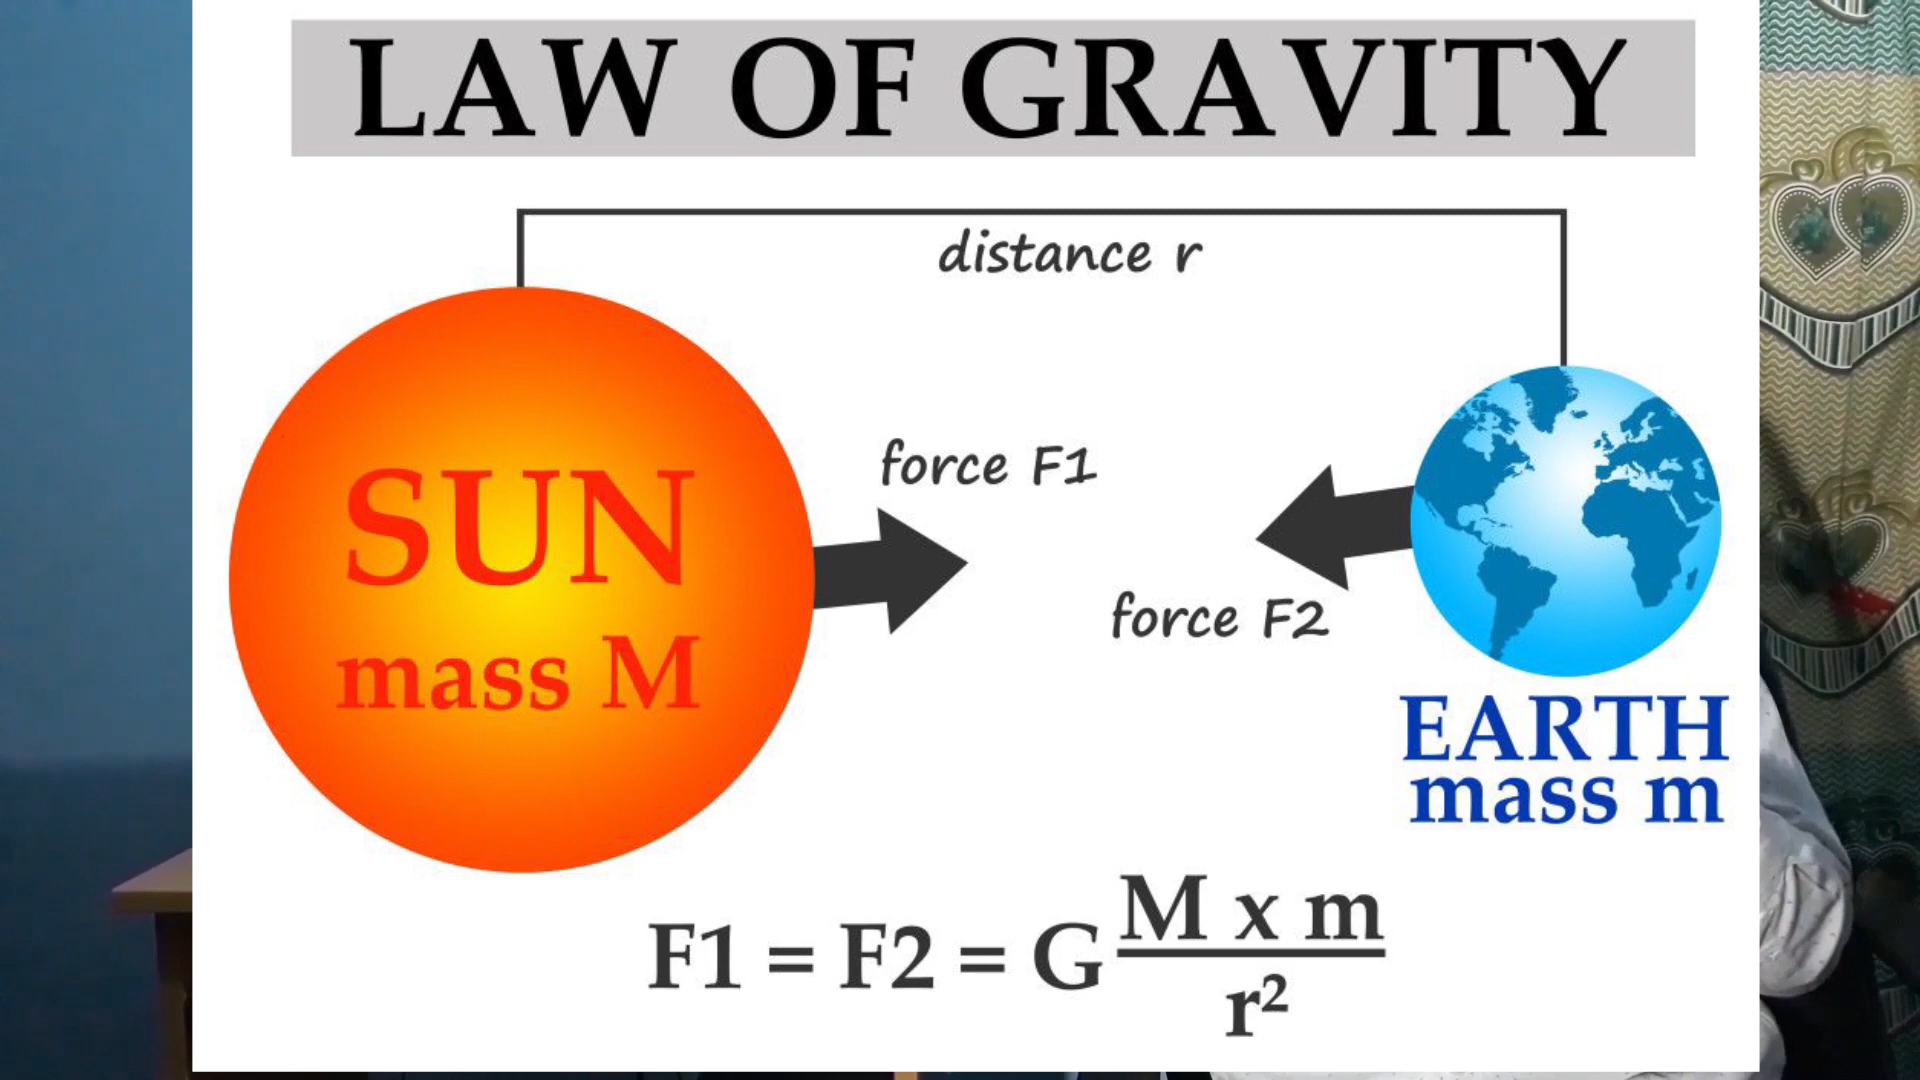 LAW OF GRAVITY
distance r
force F1
SUN
mass M
force F2
EARTH
mass m
F1 = F2 = G M x m
r²